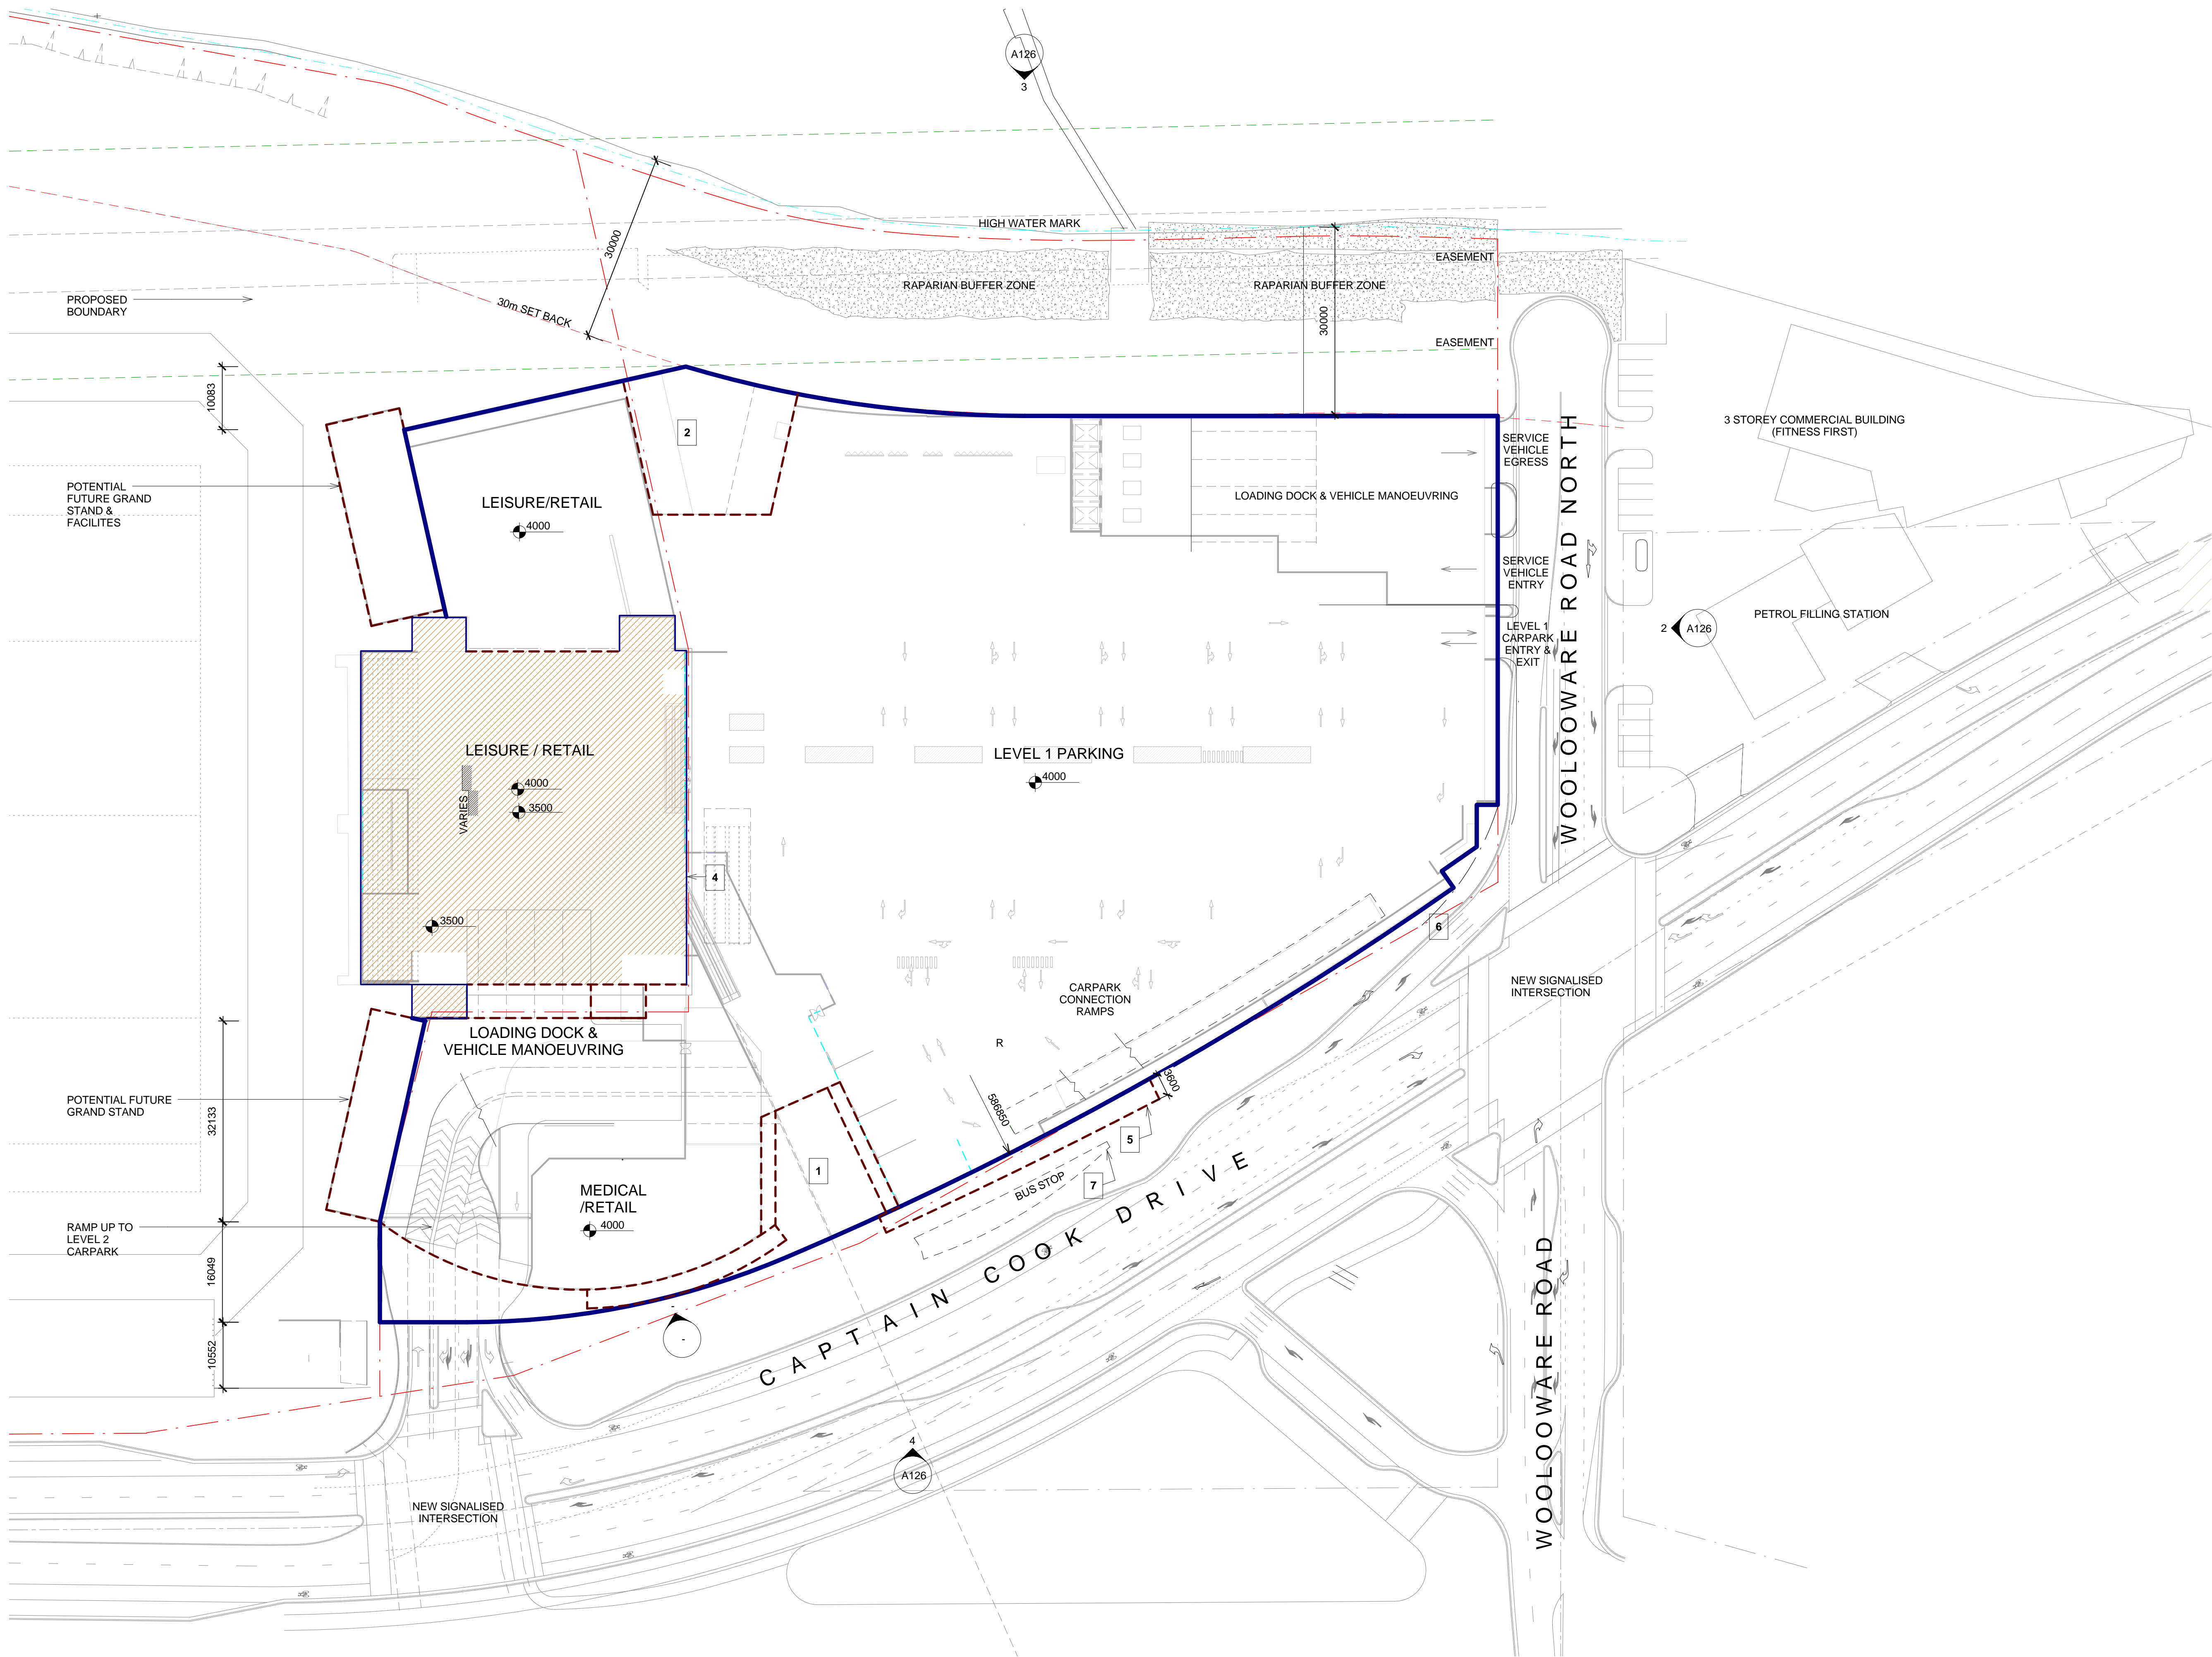 A126
3
HIGH WATER MARK
EASEMENT
30000
RAPARIAN BUFFER ZONE
RAPARIAN BUFFER ZONE
PROPOSED
BOUNDARY
30m SET BACK
30000
EASEMENT
10083
2
3 STOREY COMMERCIAL BUILDING
(FITNESS FIRST)
SERVICE
VEHICLE
EGRESS
WOOLOOWARE ROAD NORTH
POTENTIAL
FUTURE GRAND
STAND &
FACILITES
LEISURE/RETAIL
4000
LOADING DOCK & VEHICLE MANOEUVRING
SERVICE
VEHICLE
ENTRY
PETROL FILLING STATION
2
A126
LEVEL 1
CARPARK
ENTRY &
EXIT
LEISURE / RETAIL
4000
3500
VARIES
LEVEL 1 PARKING
4000
4
3500
6
NEW SIGNALISED
INTERSECTION
CARPARK
CONNECTION
RAMPS
LOADING DOCK &
VEHICLE MANOEUVRING
R
586850
3600
POTENTIAL FUTURE
GRAND STAND
32133
5
1
7
BUS STOP
MEDICAL
/RETAIL
4000
RAMP UP TO
LEVEL 2
CARPARK
16049
10552
-
-
CAPTAIN COOK DRIVE
WOOLOOWARE ROAD
4
A126
NEW SIGNALISED
INTERSECTION